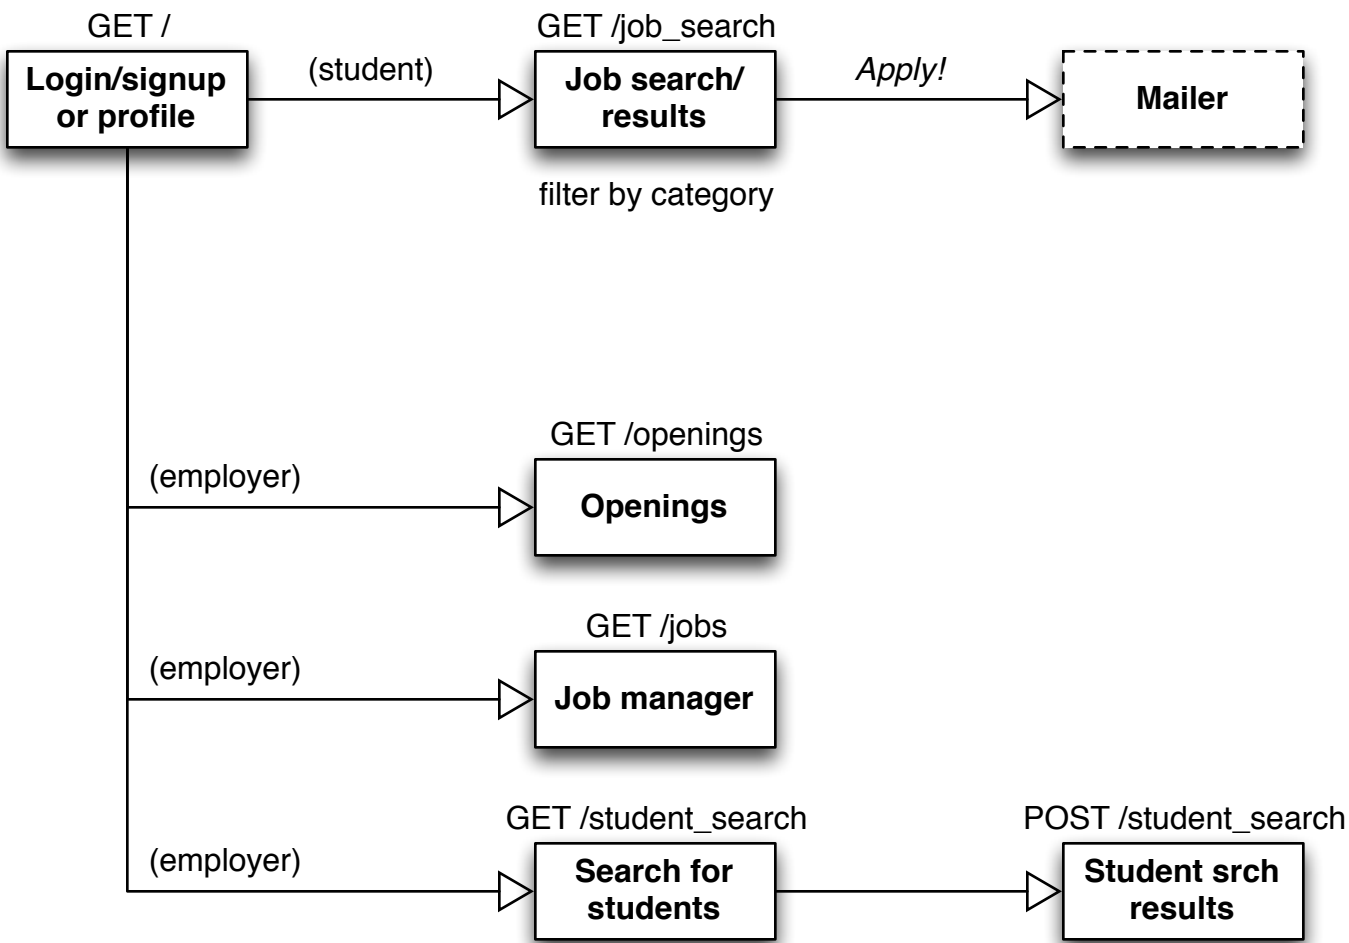 GET /
Login/signup
or profile
(student)
GET /job_search
Job search/
results
filter by category
Apply!
Mailer
(employer)
GET /openings
Openings
(employer)
GET /jobs
Job manager
(employer)
GET /student_search
Search for
students
POST /student_search
Student srch
results